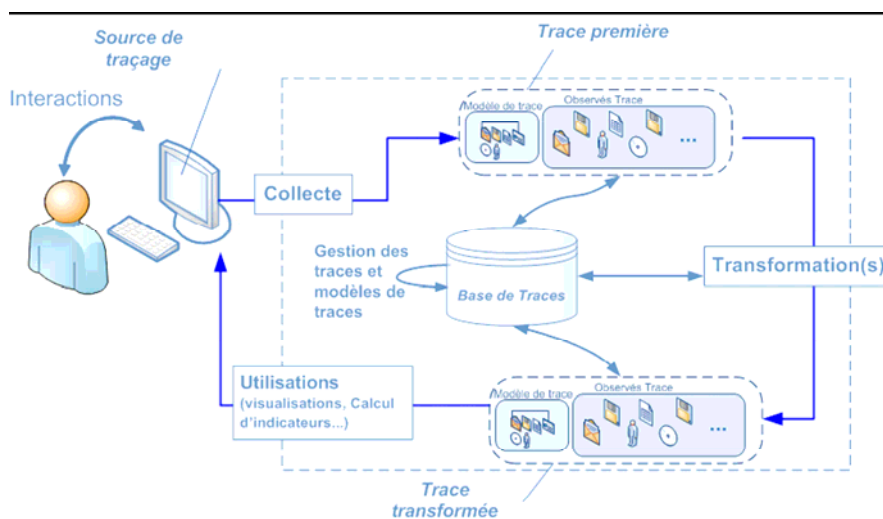 Source de
traçage
Trace première
Interactions
Modèle de trace
Observés Trace
...
Collecte
Gestion des
traces et
modèles de
traces
Base de Traces
Transformation(s)
Utilisations
(visualisations, Calcul
d'indicateurs...)
Modèle de trace
Observés Trace
...
Trace
transformée